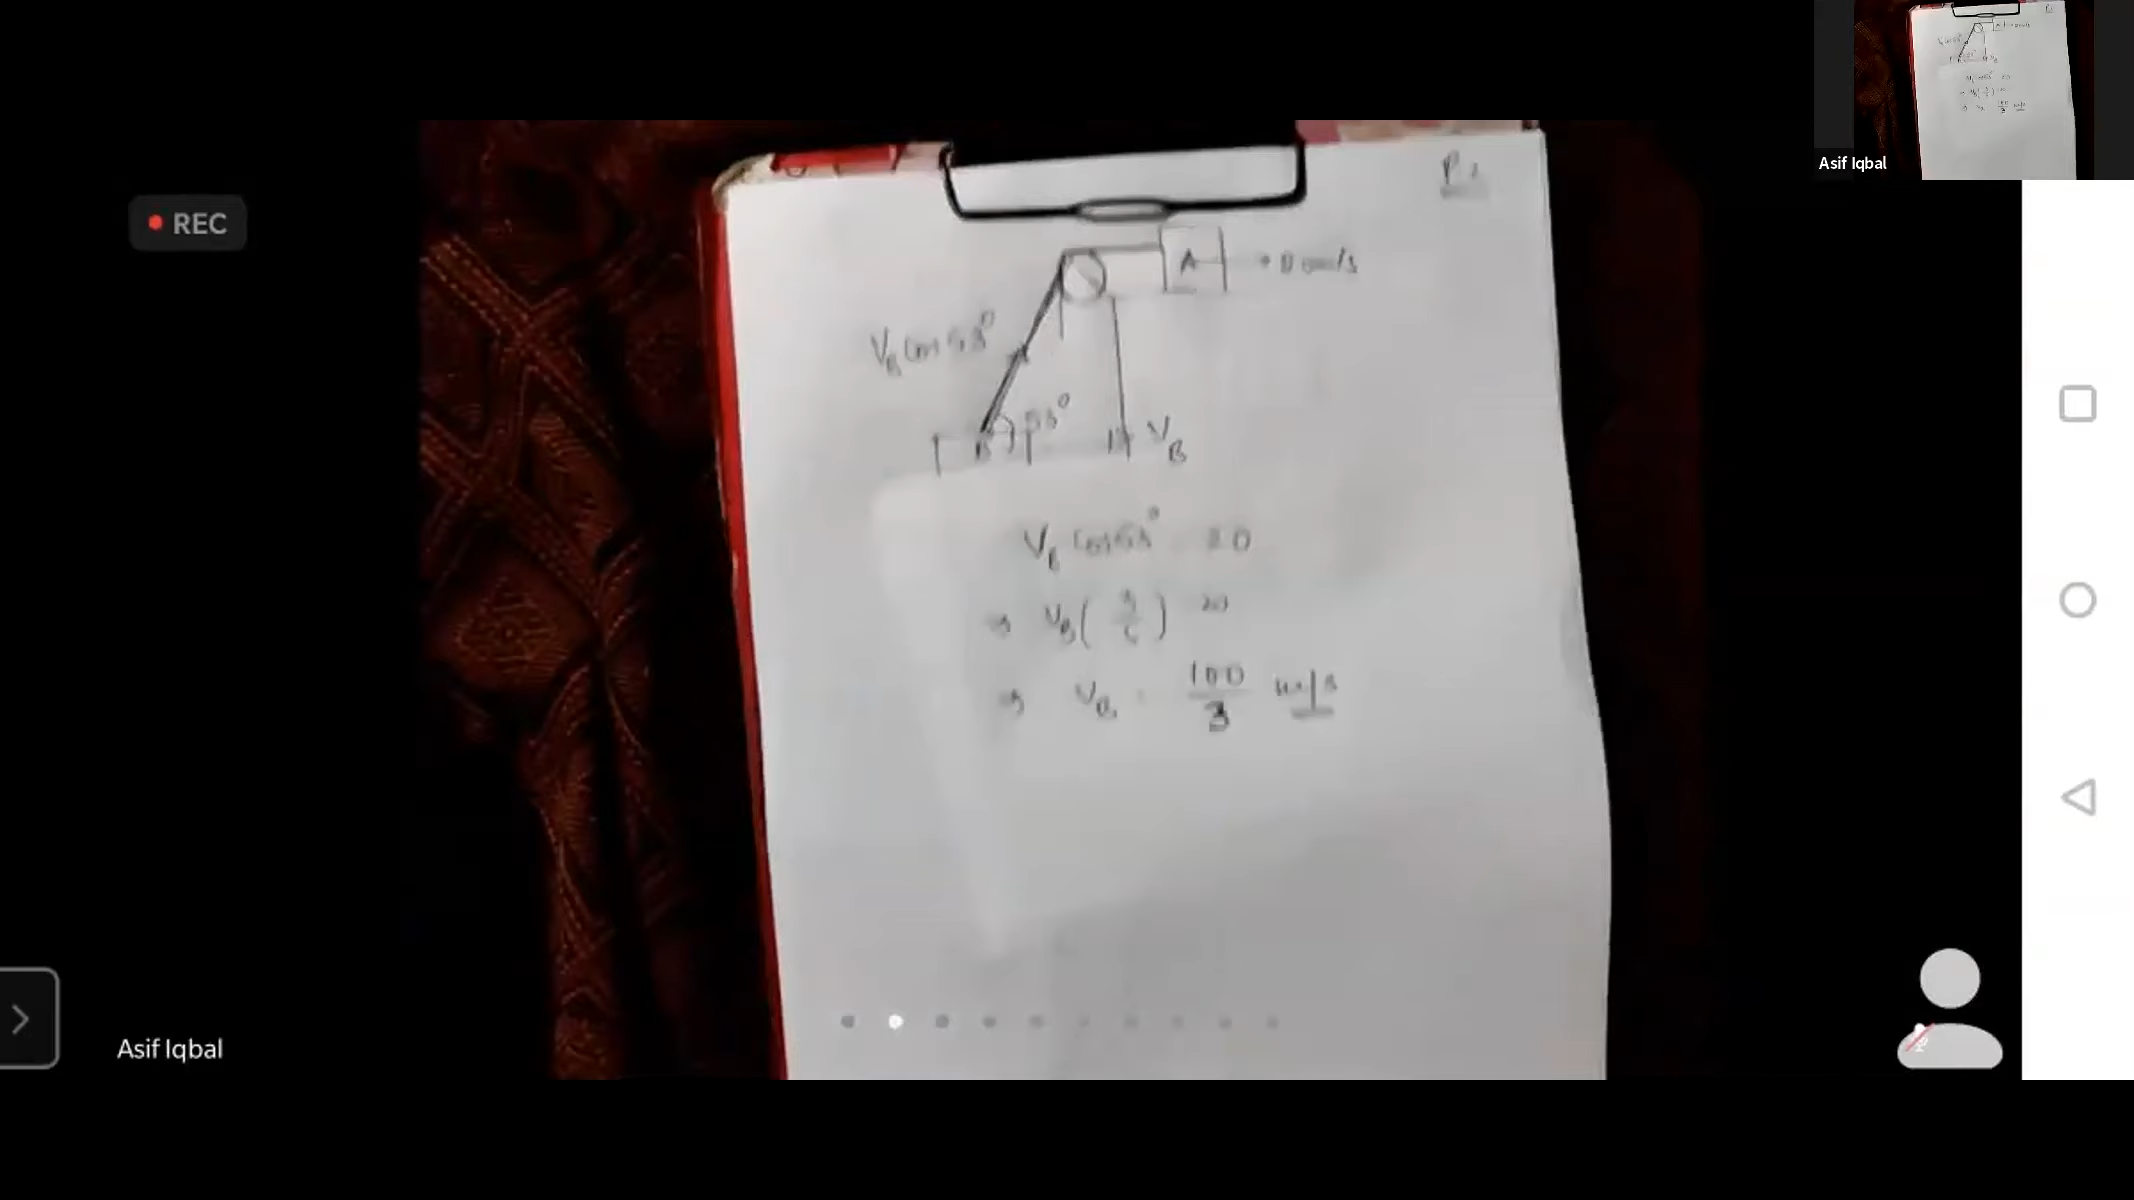 Asif Iqbal
REC
P.
A
V_B Cos 53°
53°
B
V_B
V_B Cos 53° = 20
⇒ V_B (3/5) = 20
⇒ V_B = 100/3 m/s
Asif Iqbal